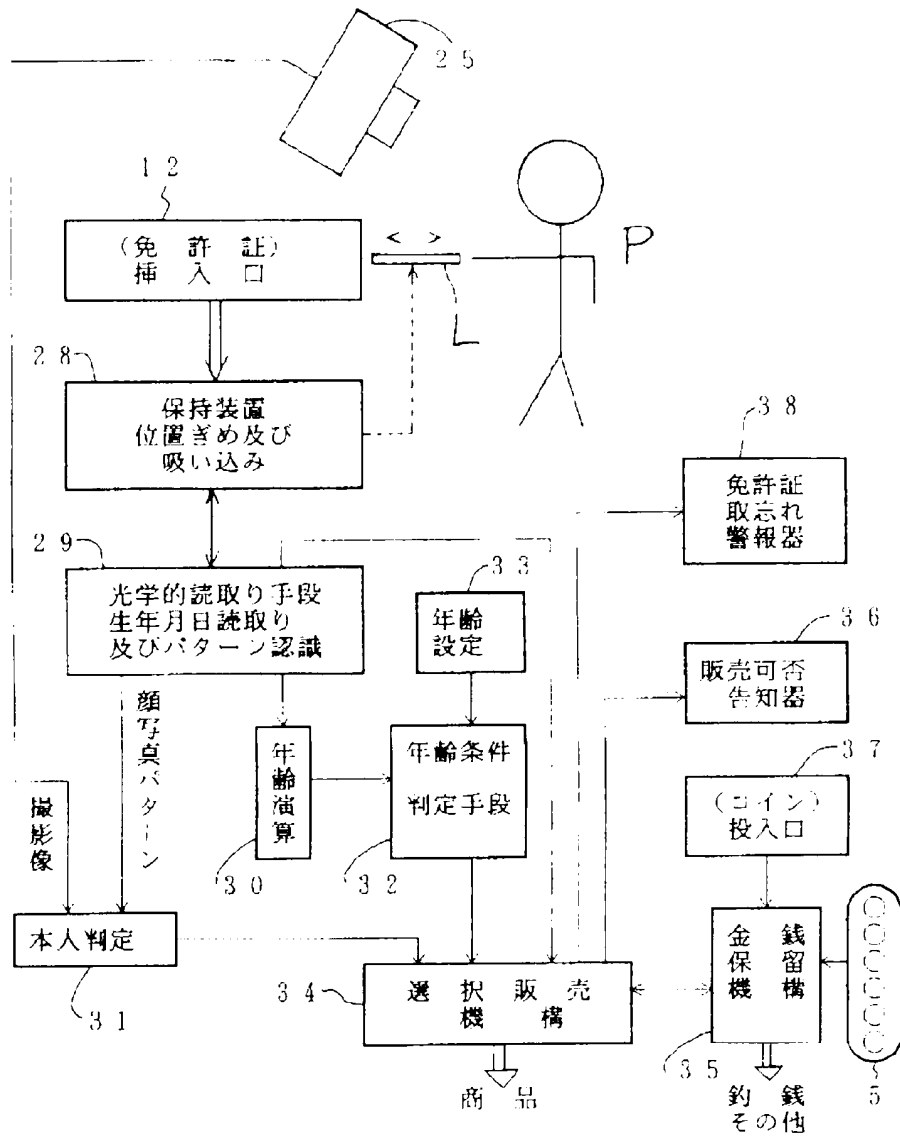 25
12
(免許証)
挿入口
P
L
28
保持装置
位置ぎめ及び
吸い込み
38
免許証
取忘れ
警報器
29
光学的読取り手段
生年月日読取り
及びパターン認識
33
年齢
設定
36
販売可否
告知器
顔写真パターン
撮影像
年齢演算
30
年齢条件
判定手段
32
37
(コイン)
投入口
本人判定
31
34
選択販売
機構
金銭
保留
機構
35
5
商品
釣銭
その他